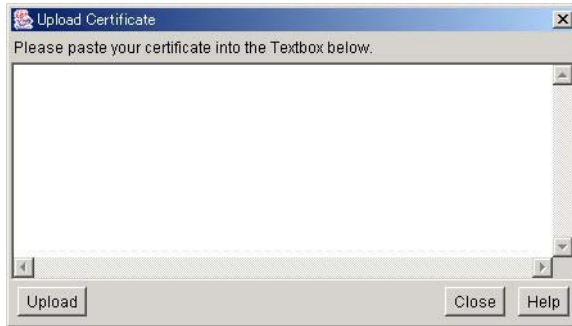 Upload Certificate
Please paste your certificate into the Textbox below.
Upload Close Help